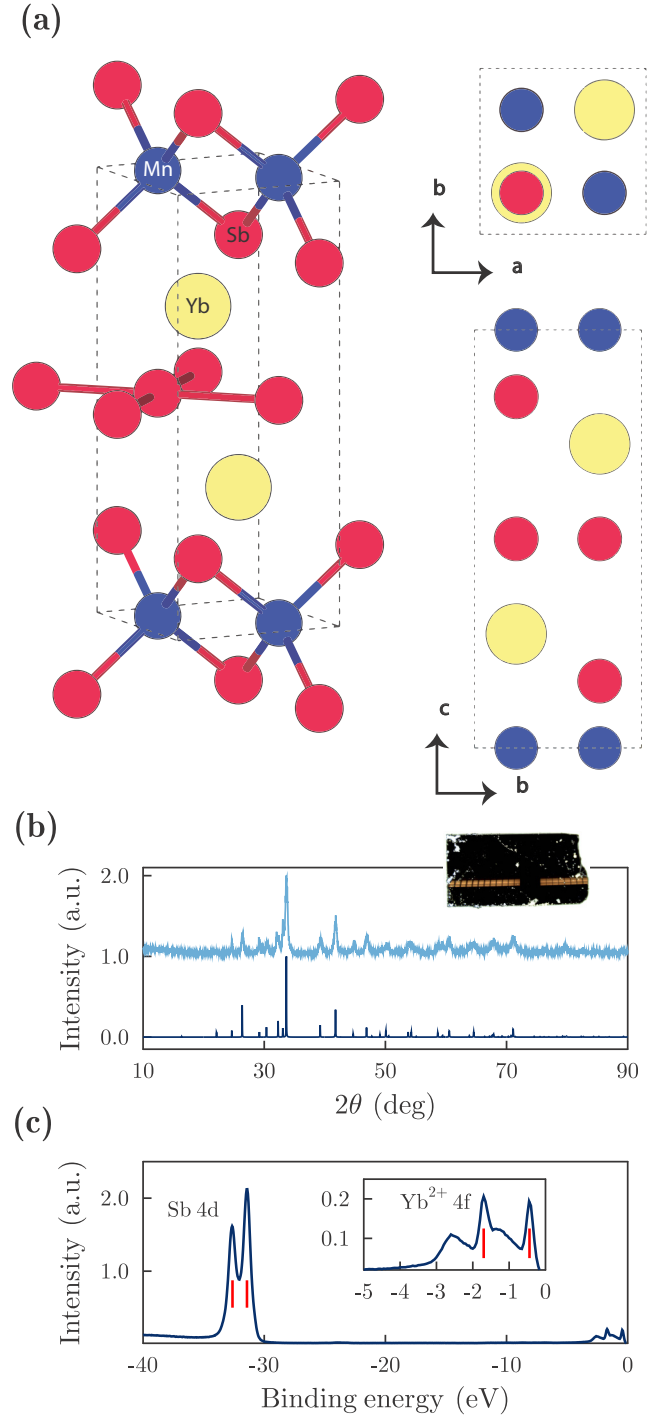 (a)
Mn
Sb
Yb
b
a
c
b
(b)
Intensity (a.u.)
2.0
1.0
0.0
10 30 50 70 90
2θ (deg)
(c)
Intensity (a.u.)
2.0
1.0
Sb 4d
Yb²⁺ 4f
0.2
0.1
-5 -4 -3 -2 -1 0
-40 -30 -20 -10 0
Binding energy (eV)